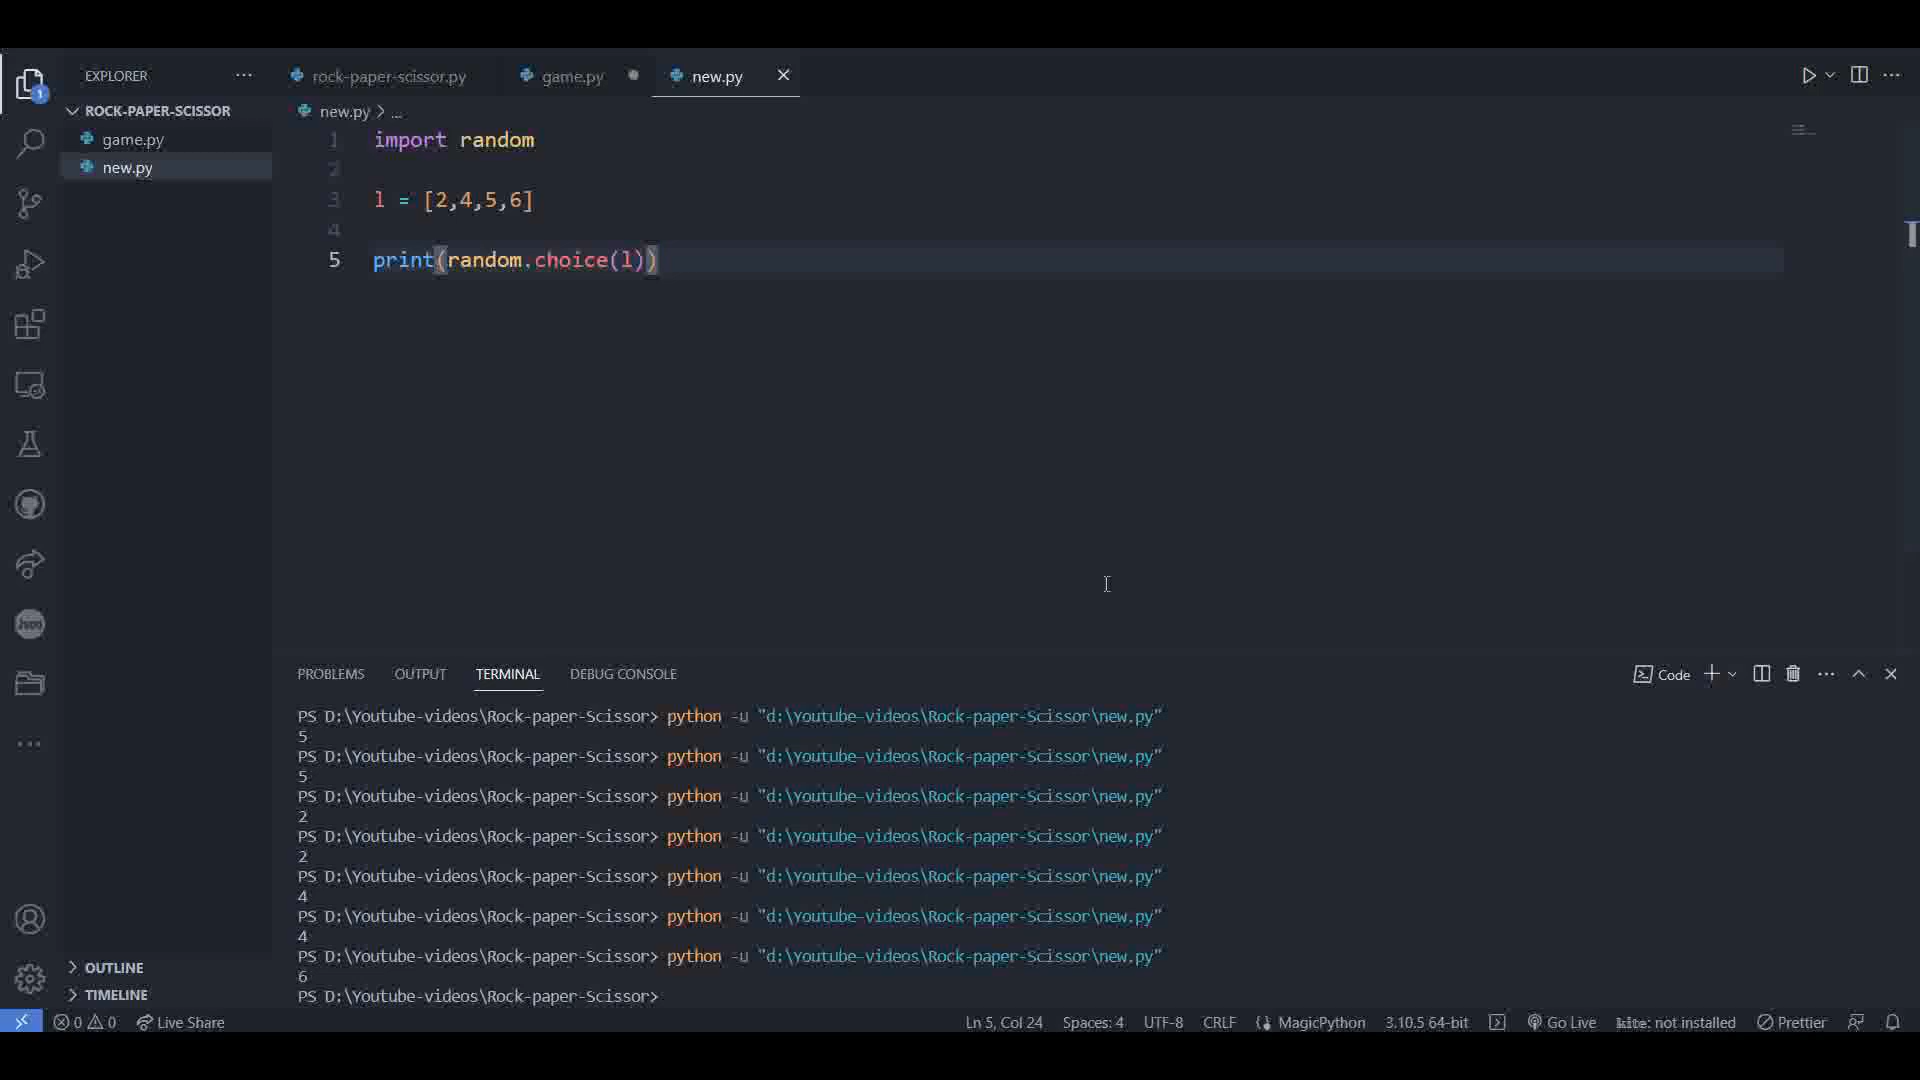 EXPLORER
rock-paper-scissor.py
game.py
new.py
ROCK-PAPER-SCISSOR
game.py
new.py
new.py > ...
1 import random
2
3 l = [2,4,5,6]
4
5 print(random.choice(l))
PROBLEMS OUTPUT TERMINAL DEBUG CONSOLE
Code
PS D:\Youtube-videos\Rock-paper-Scissor> python -u "d:\Youtube-videos\Rock-paper-Scissor\new.py"
5
PS D:\Youtube-videos\Rock-paper-Scissor> python -u "d:\Youtube-videos\Rock-paper-Scissor\new.py"
5
PS D:\Youtube-videos\Rock-paper-Scissor> python -u "d:\Youtube-videos\Rock-paper-Scissor\new.py"
2
PS D:\Youtube-videos\Rock-paper-Scissor> python -u "d:\Youtube-videos\Rock-paper-Scissor\new.py"
2
PS D:\Youtube-videos\Rock-paper-Scissor> python -u "d:\Youtube-videos\Rock-paper-Scissor\new.py"
4
PS D:\Youtube-videos\Rock-paper-Scissor> python -u "d:\Youtube-videos\Rock-paper-Scissor\new.py"
4
PS D:\Youtube-videos\Rock-paper-Scissor> python -u "d:\Youtube-videos\Rock-paper-Scissor\new.py"
6
PS D:\Youtube-videos\Rock-paper-Scissor>
1
JSON
OUTLINE
TIMELINE
0 0 Live Share
Ln 5, Col 24 Spaces: 4 UTF-8 CRLF MagicPython 3.10.5 64-bit Go Live kite: not installed Prettier